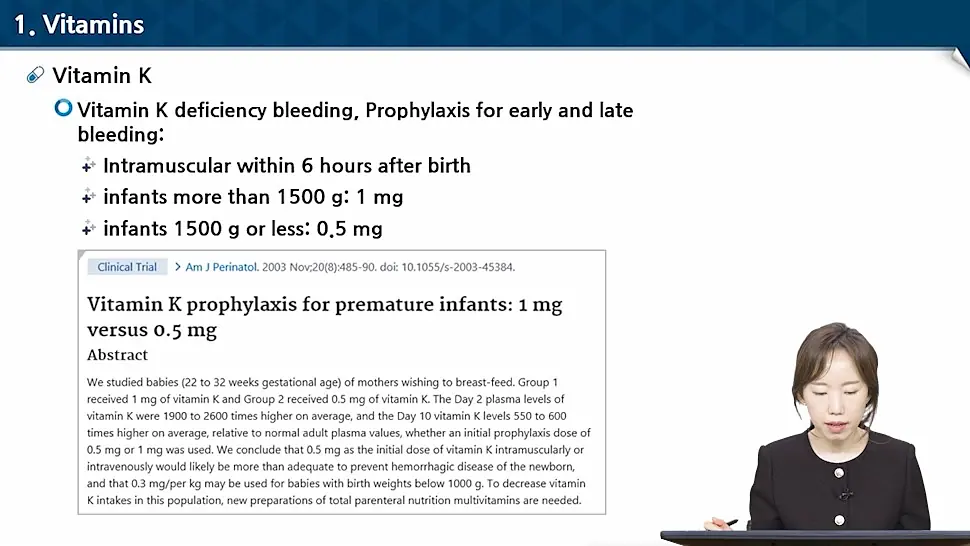 1. Vitamins
Vitamin K
Vitamin K deficiency bleeding, Prophylaxis for early and late
bleeding:
Intramuscular within 6 hours after birth
infants more than 1500 g: 1 mg
infants 1500 g or less: 0.5 mg
Clinical Trial > Am J Perinatol. 2003 Nov;20(8):485-90. doi: 10.1055/s-2003-45384.
Vitamin K prophylaxis for premature infants: 1 mg
versus 0.5 mg
Abstract
We studied babies (22 to 32 weeks gestational age) of mothers wishing to breast-feed. Group 1
received 1 mg of vitamin K and Group 2 received 0.5 mg of vitamin K. The Day 2 plasma levels of
vitamin K were 1900 to 2600 times higher on average, and the Day 10 vitamin K levels 550 to 600
times higher on average, relative to normal adult plasma values, whether an initial prophylaxis dose of
0.5 mg or 1 mg was used. We conclude that 0.5 mg as the initial dose of vitamin K intramuscularly or
intravenously would likely be more than adequate to prevent hemorrhagic disease of the newborn,
and that 0.3 mg/per kg may be used for babies with birth weights below 1000 g. To decrease vitamin
K intakes in this population, new preparations of total parenteral nutrition multivitamins are needed.